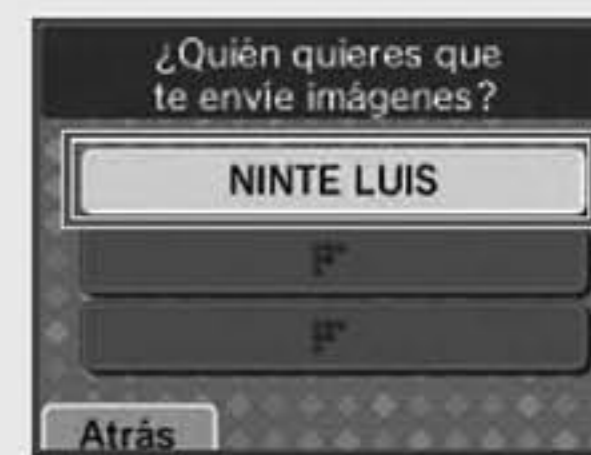 ¿Quién quieres que
te envíe imágenes?
NINTE LUIS
Atrás